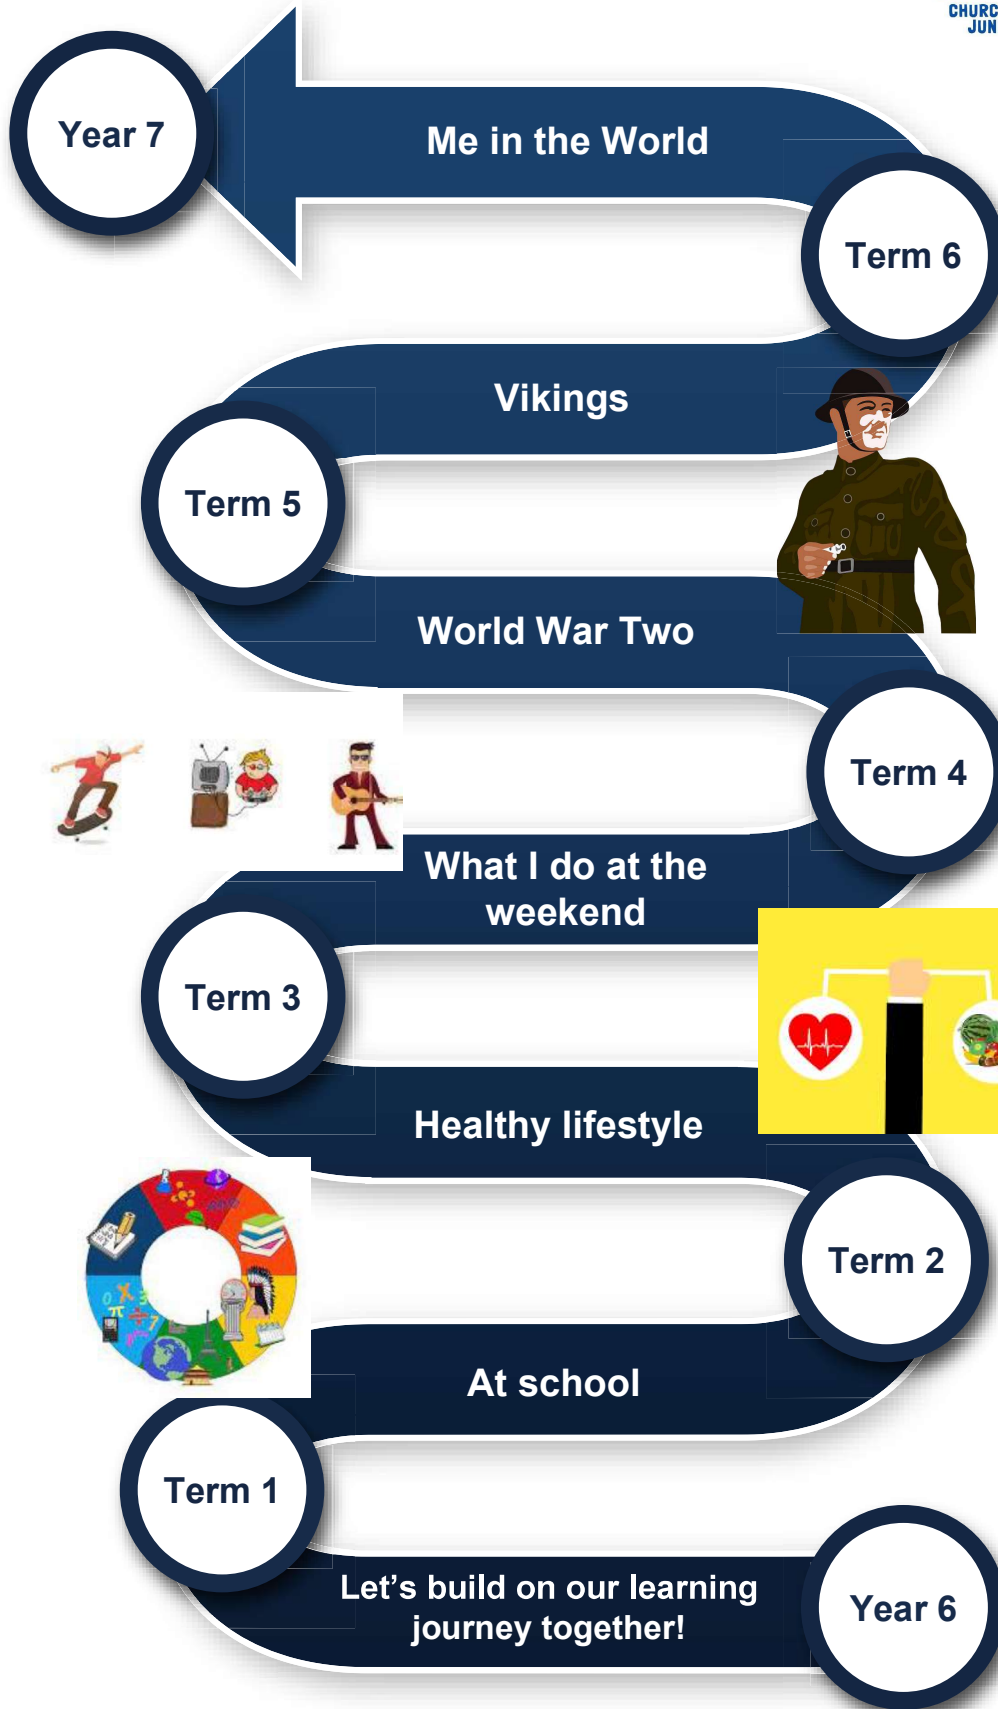 JUN
Year 7
Me in the World
Term 6
Vikings
Term 5
World War Two
Term 4
What I do at the
weekend
Term 3
Healthy lifestyle
Term 2
At school
Term 1
Let's build on our learning
journey together!
Year 6